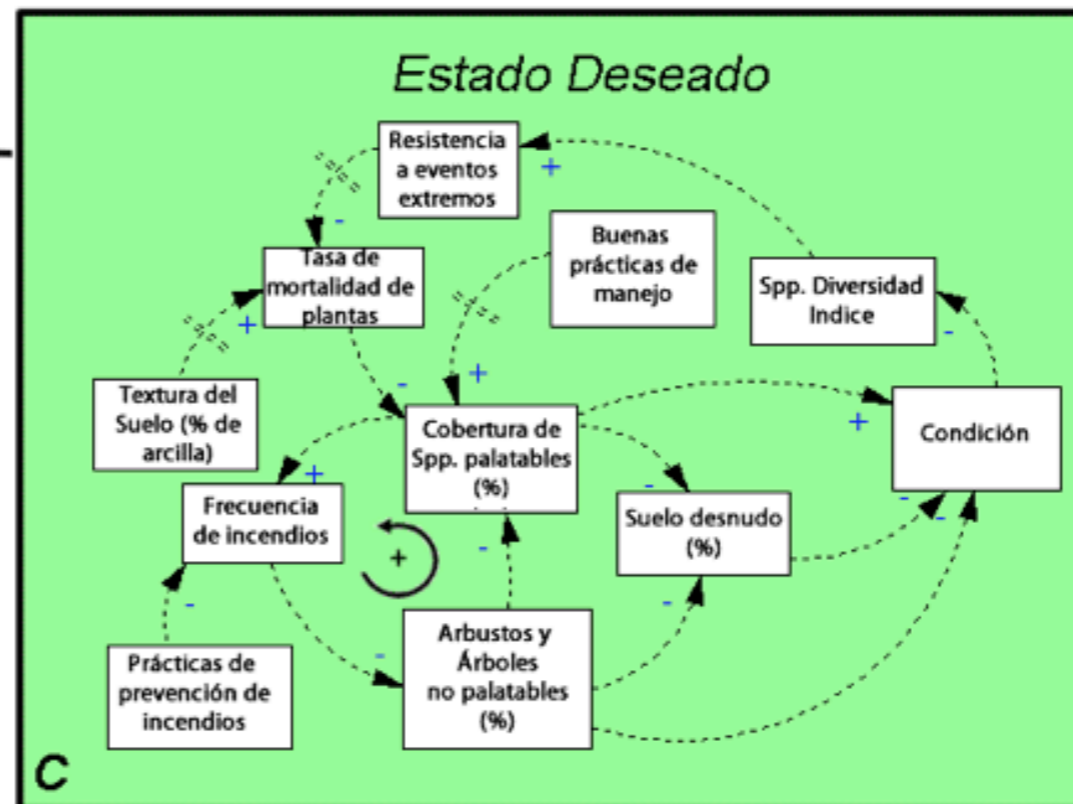 Estado Deseado
Resistencia
a eventos
extremos
+
-
Buenas
prácticas de
manejo
Tasa de
mortalidad de
plantas
Spp. Diversidad
Indice
+
-
Textura del
Suelo (% de
arcilla)
-
+
Cobertura de
Spp. palatables
(%)
+
Condición
+
Frecuencia
de incendios
-
-
-
Suelo desnudo
(%)
+
-
-
-
Prácticas de
prevención de
incendios
Arbustos y
Árboles
no palatables
(%)
-
C